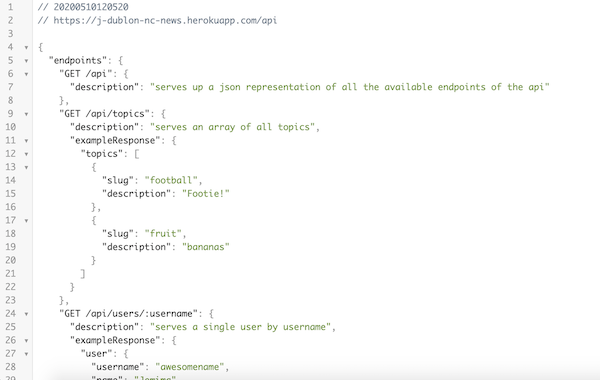 1 // 20200510120520
2 // https://j-dublon-nc-news.herokuapp.com/api
3
4 {
5 "endpoints": {
6 "GET /api": {
7 "description": "serves up a json representation of all the available endpoints of the api"
8 },
9 "GET /api/topics": {
10 "description": "serves an array of all topics",
11 "exampleResponse": {
12 "topics": [
13 {
14 "slug": "football",
15 "description": "Footie!"
16 },
17 {
18 "slug": "fruit",
19 "description": "bananas"
20 }
21 ]
22 }
23 },
24 "GET /api/users/:username": {
25 "description": "serves a single user by username",
26 "exampleResponse": {
27 "user": {
28 "username": "awesomename",